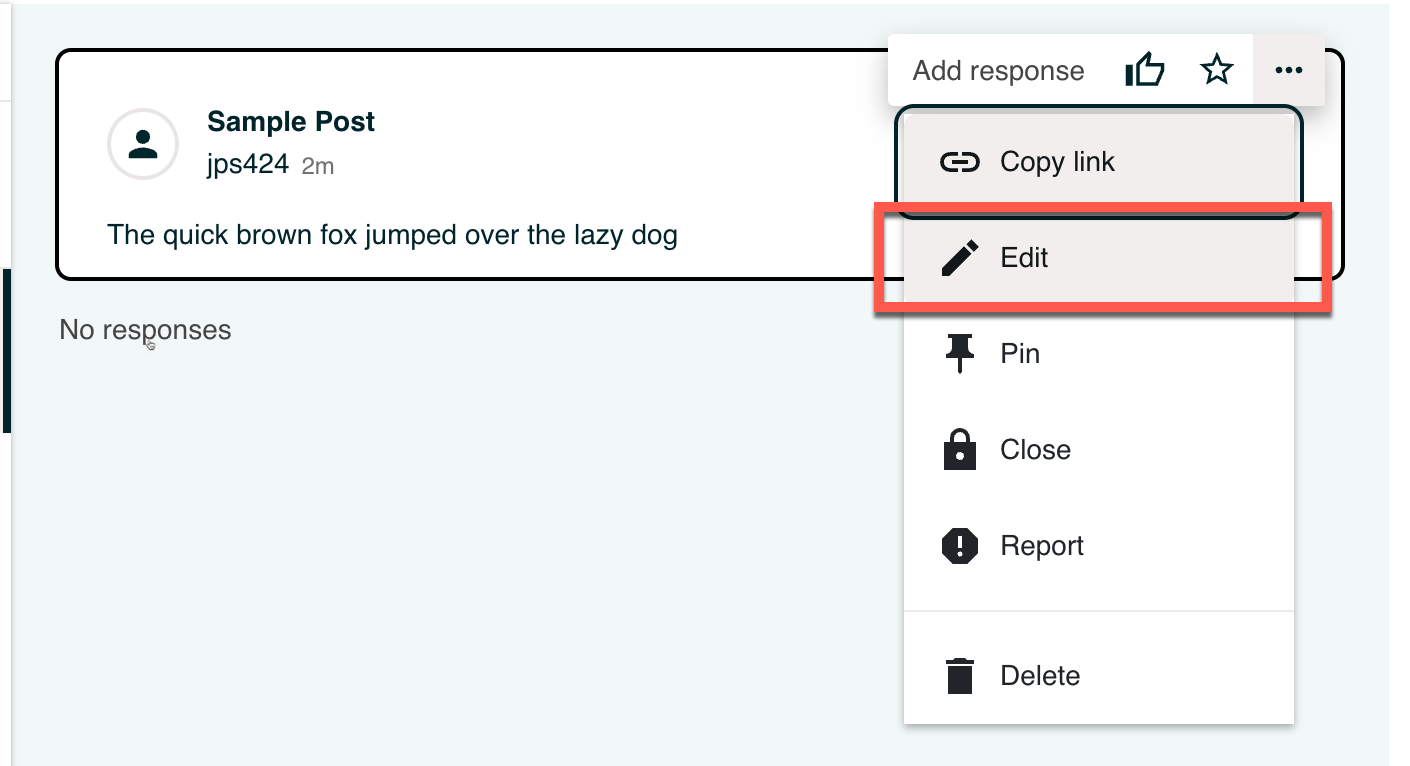 Add response
Sample Post
jps424 2m
The quick brown fox jumped over the lazy dog
No responses
Copy link
Edit
Pin
Close
Report
Delete